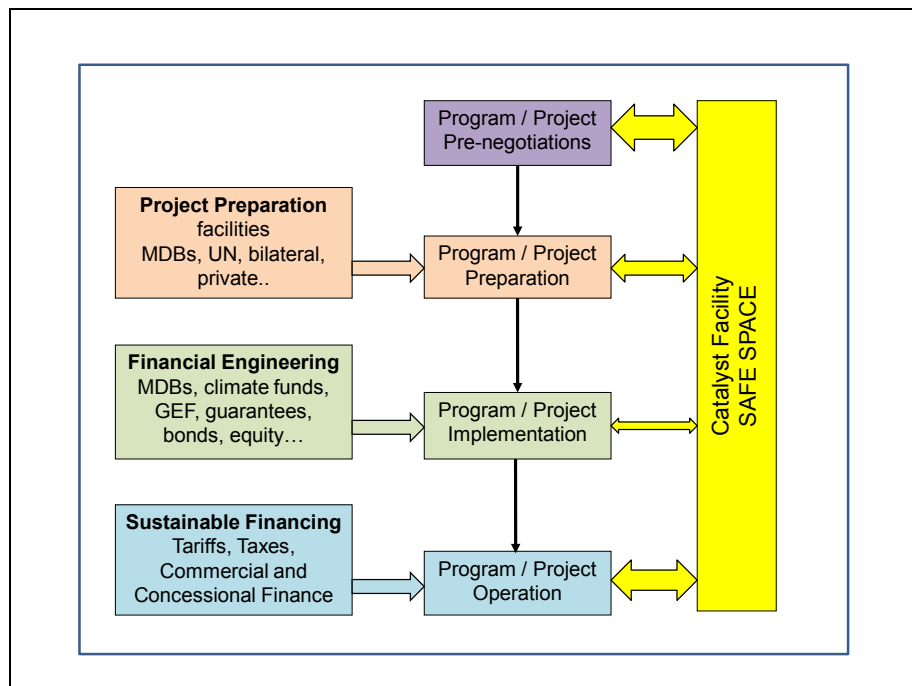 Program / Project
Pre-negotiations
Project Preparation
facilities
MDBs, UN, bilateral,
private..
Program / Project
Preparation
Financial Engineering
MDBs, climate funds,
GEF, guarantees,
bonds, equity…
Program / Project
Implementation
Sustainable Financing
Tariffs, Taxes,
Commercial and
Concessional Finance
Program / Project
Operation
Catalyst Facility
SAFE SPACE